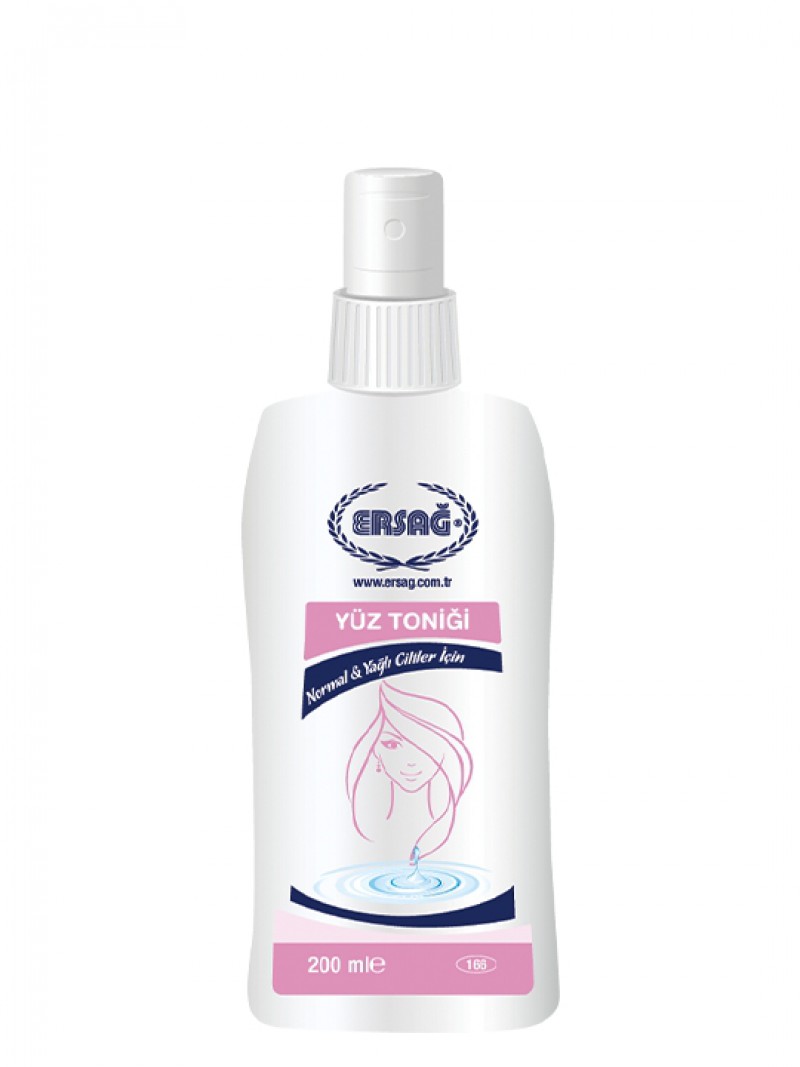 ERSAĞ®
www.ersag.com.tr
YÜZ TONİĞİ
Normal & Yağlı Ciltler İçin
200 ml e
166